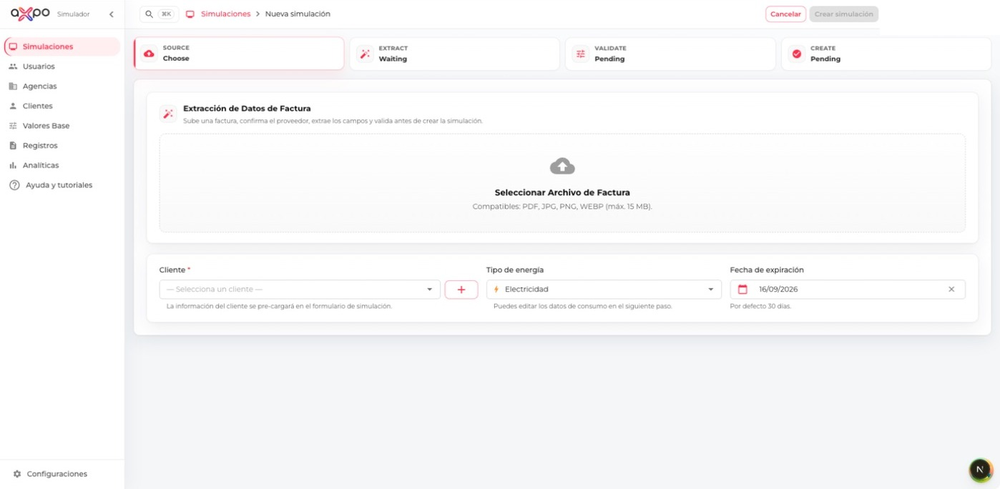 axpo Simulador
⌘K Simulaciones > Nueva simulación Cancelar Crear simulación
Simulaciones
Usuarios
Agencias
Clientes
Valores Base
Registros
Analíticas
Ayuda y tutoriales
Configuraciones
SOURCE
Choose
EXTRACT
Waiting
VALIDATE
Pending
CREATE
Pending
Extracción de Datos de Factura
Sube una factura, confirma el proveedor, extrae los campos y valida antes de crear la simulación.
Seleccionar Archivo de Factura
Compatibles: PDF, JPG, PNG, WEBP (máx. 15 MB).
Cliente *
— Selecciona un cliente —
La información del cliente se pre-cargará en el formulario de simulación.
Tipo de energía
Electricidad
Puedes editar los datos de consumo en el siguiente paso.
Fecha de expiración
16/09/2026
Por defecto 30 días.
N